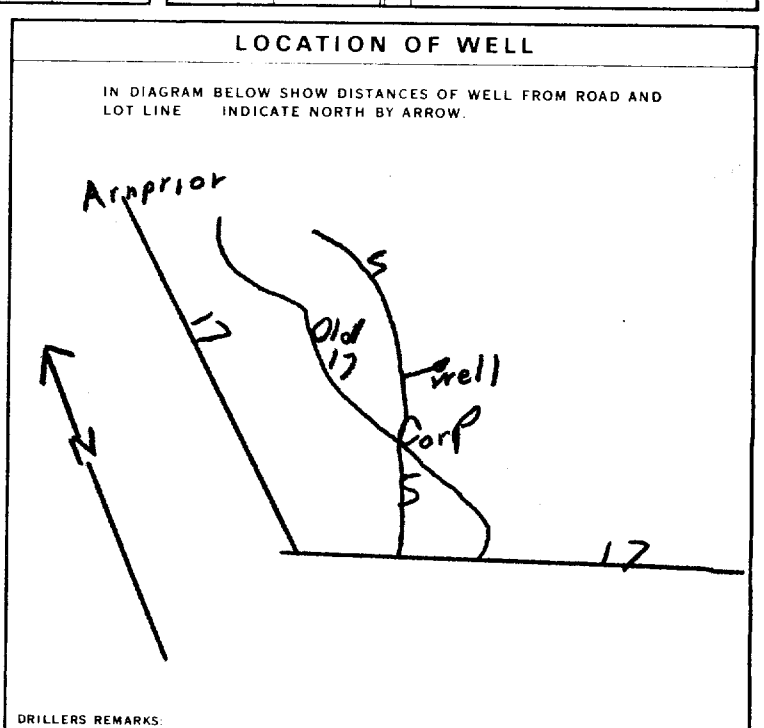 LOCATION OF WELL
IN DIAGRAM BELOW SHOW DISTANCES OF WELL FROM ROAD AND
LOT LINE    INDICATE NORTH BY ARROW.
Arnprior
5
17
Old
17
well
Corp
N
5
17
DRILLERS REMARKS: